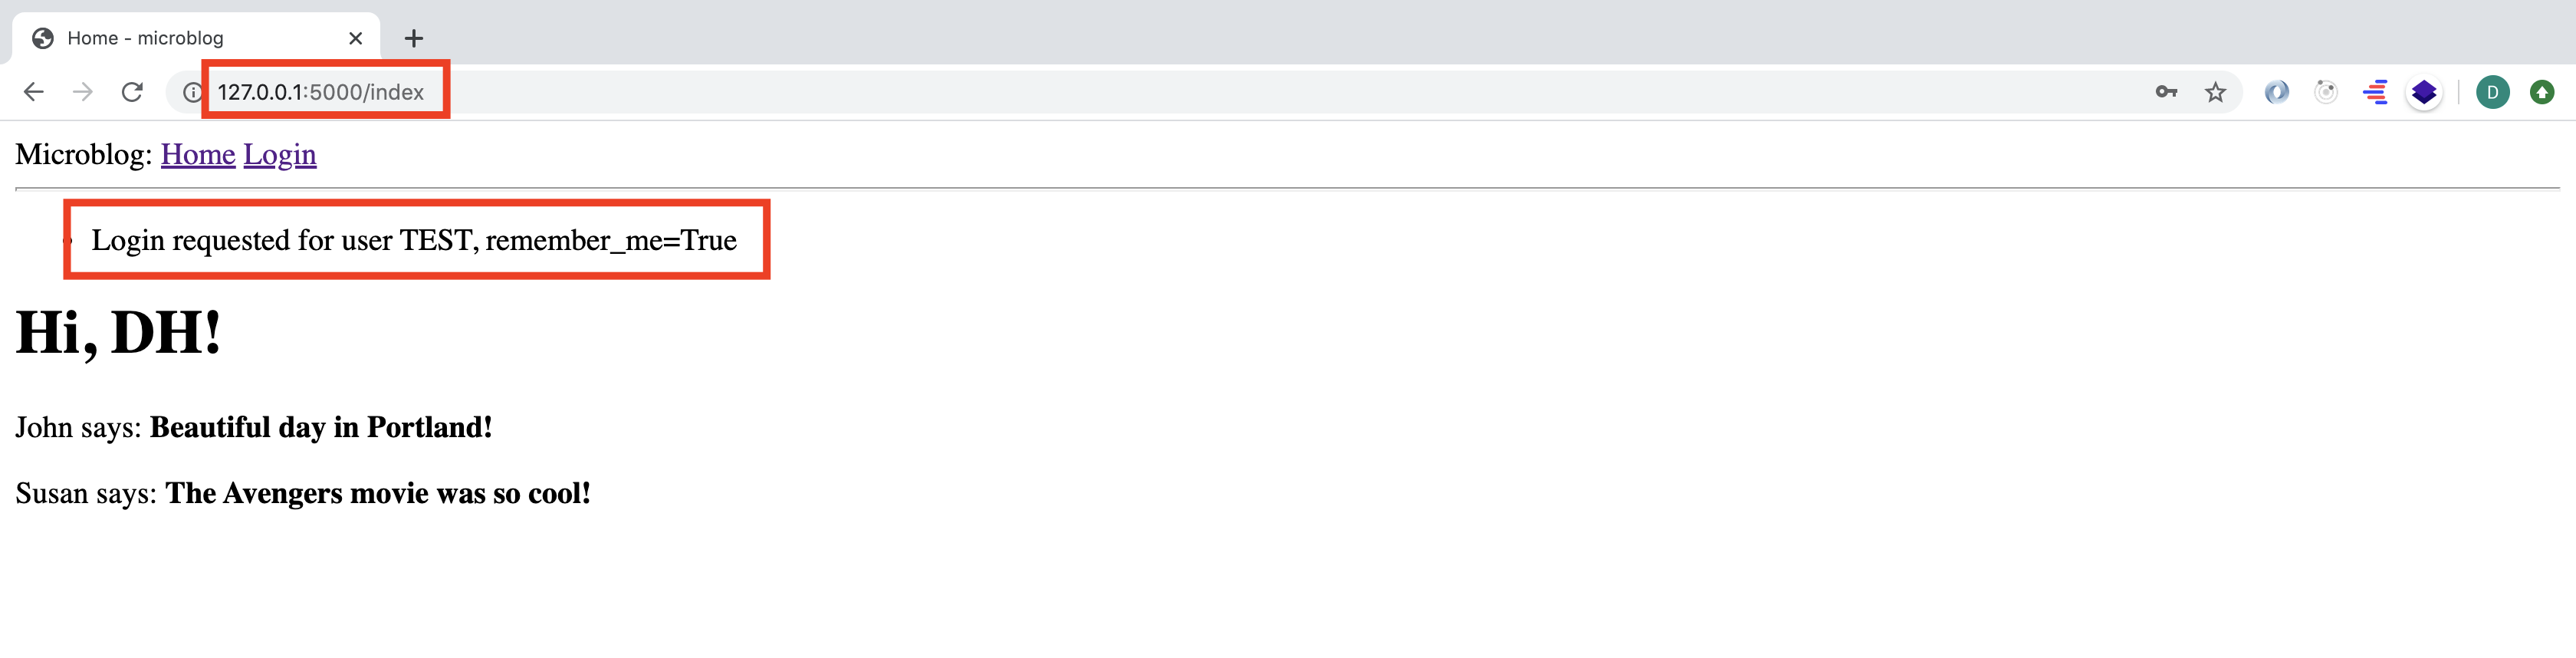 Home - microblog
127.0.0.1:5000/index
D
Microblog: Home Login
Login requested for user TEST, remember_me=True
Hi, DH!
John says: Beautiful day in Portland!
Susan says: The Avengers movie was so cool!